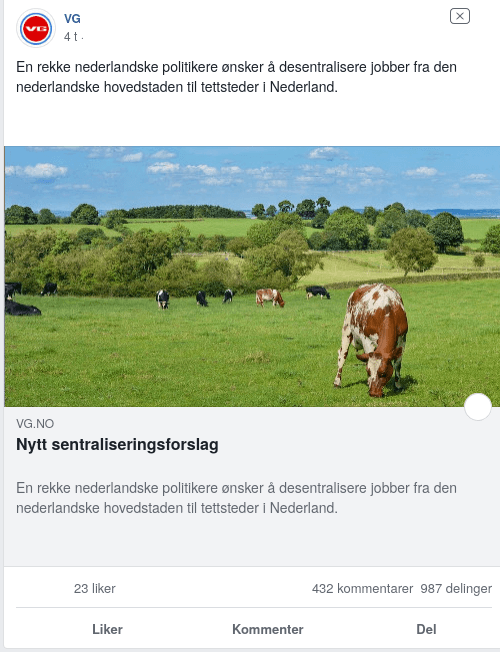 VG
VG
4 t ·
En rekke nederlandske politikere ønsker å desentralisere jobber fra den
nederlandske hovedstaden til tettsteder i Nederland.
VG.NO
Nytt sentraliseringsforslag
En rekke nederlandske politikere ønsker å desentralisere jobber fra den
nederlandske hovedstaden til tettsteder i Nederland.
23 liker 432 kommentarer 987 delinger
Liker Kommenter Del